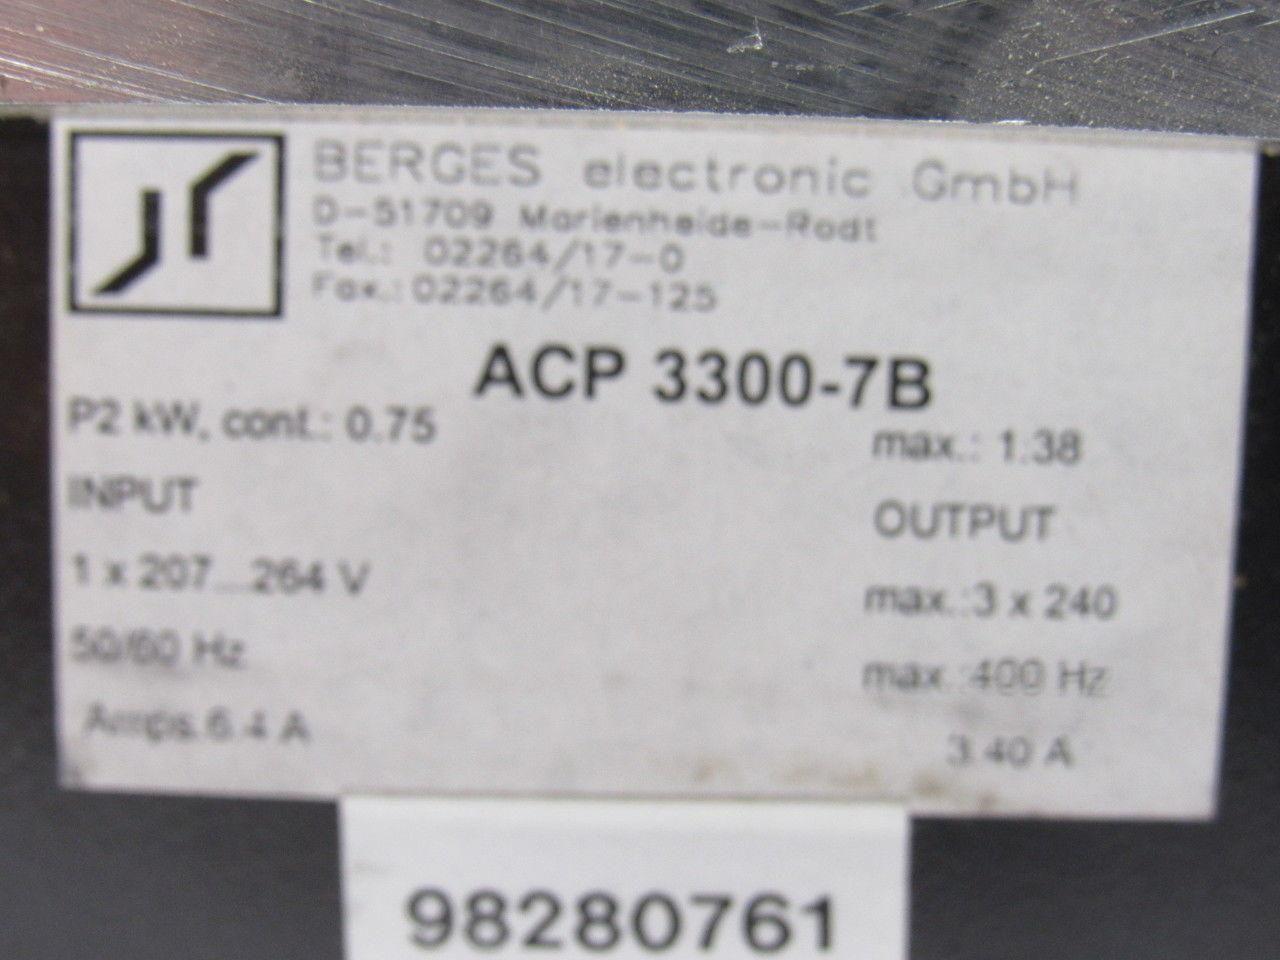 BERGES electronic GmbH
D-51709 Marienheide-Rodt
Tel.: 02264/17-0
Fax.: 02264/17-125
ACP 3300-7B
P2 kW, cont.: 0.75 max.: 1.38
INPUT OUTPUT
1 x 207...264 V max.:3 x 240
50/60 Hz max.:400 Hz
Amps.6.4 A 3.40 A
98280761